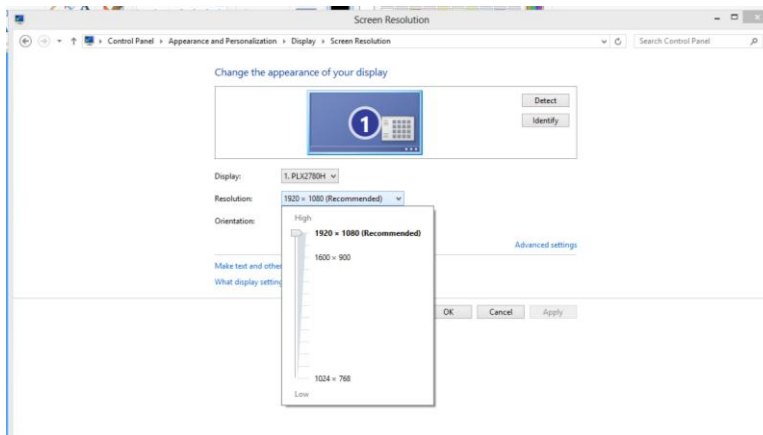 Screen Resolution
Control Panel › Appearance and Personalization › Display › Screen Resolution
Search Control Panel
Change the appearance of your display
1
Detect
Identify
Display: 1. PLX2780H
Resolution: 1920 × 1080 (Recommended)
Orientation:
High
1920 × 1080 (Recommended)
Advanced settings
1600 × 900
Make text and other
What display setting
OK Cancel Apply
1024 × 768
Low